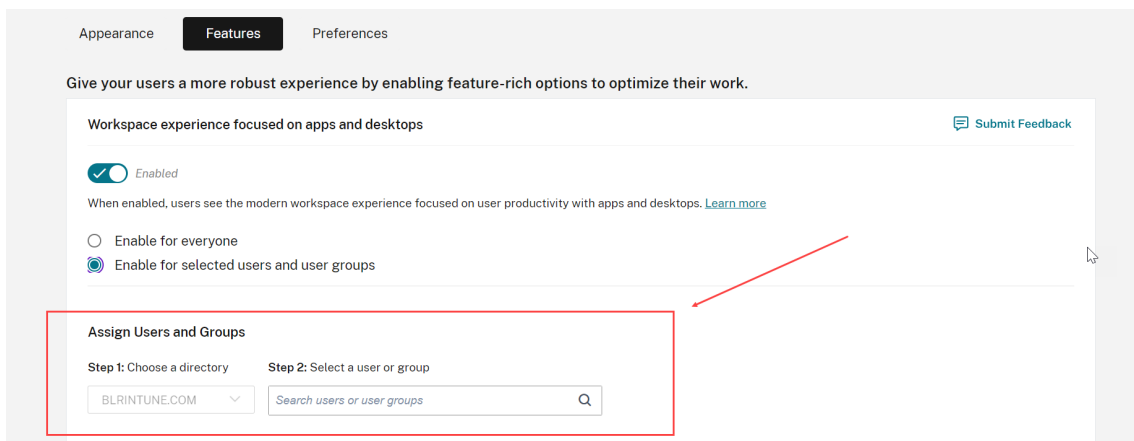 Appearance Features Preferences
Give your users a more robust experience by enabling feature-rich options to optimize their work.
Workspace experience focused on apps and desktops
Submit Feedback
Enabled
When enabled, users see the modern workspace experience focused on user productivity with apps and desktops. Learn more
Enable for everyone
Enable for selected users and user groups
Assign Users and Groups
Step 1: Choose a directory Step 2: Select a user or group
BLRINTUNE.COM Search users or user groups